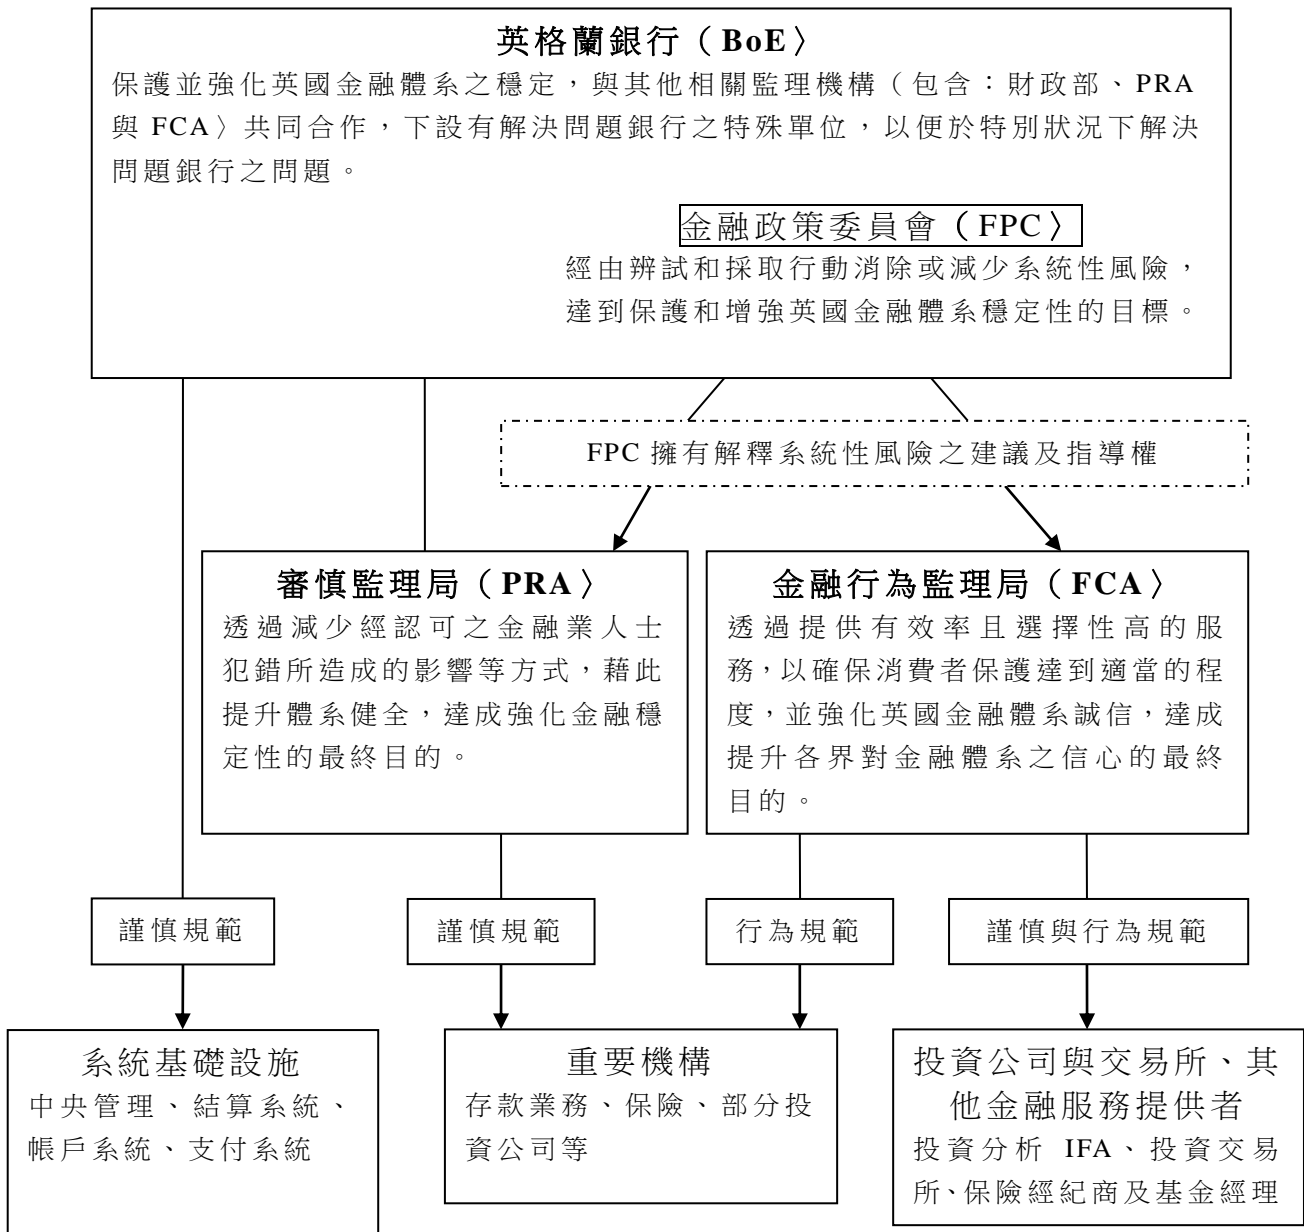 英格蘭銀行（BoE〉
保護並強化英國金融體系之穩定，與其他相關監理機構（包含：財政部、PRA
與 FCA〉共同合作，下設有解決問題銀行之特殊單位，以便於特別狀況下解決
問題銀行之問題。
金融政策委員會（FPC〉
經由辨試和採取行動消除或減少系統性風險，
達到保護和增強英國金融體系穩定性的目標。
FPC 擁有解釋系統性風險之建議及指導權
審慎監理局（PRA〉
透過減少經認可之金融業人士
犯錯所造成的影響等方式，藉此
提升體系健全，達成強化金融穩
定性的最終目的。
金融行為監理局（FCA〉
透過提供有效率且選擇性高的服
務，以確保消費者保護達到適當的程
度，並強化英國金融體系誠信，達成
提升各界對金融體系之信心的最終
目的。
謹慎規範
謹慎規範
行為規範
謹慎與行為規範
系統基礎設施
中央管理、結算系統、
帳戶系統、支付系統
重要機構
存款業務、保險、部分投
資公司等
投資公司與交易所、其
他金融服務提供者
投資分析 IFA、投資交易
所、保險經紀商及基金經理